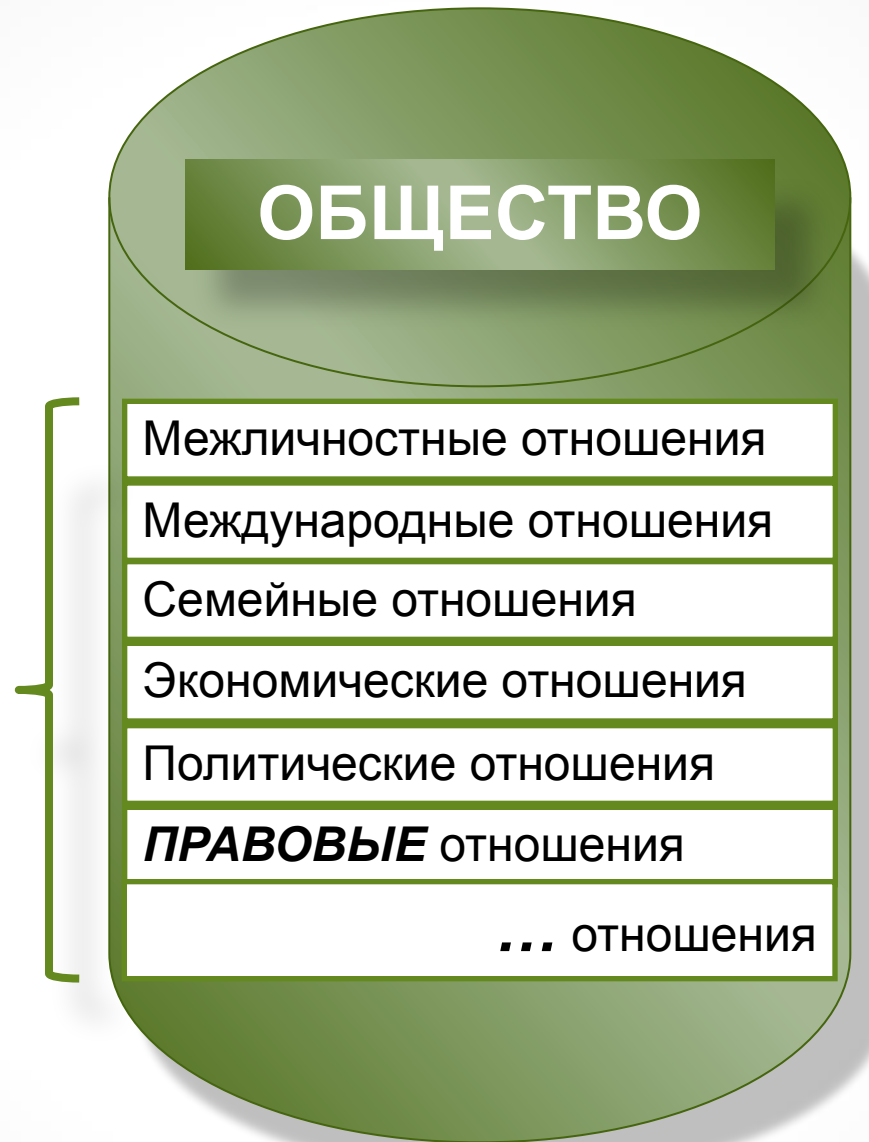 ОБЩЕСТВО
Межличностные отношения
Международные отношения
Семейные отношения
Экономические отношения
Политические отношения
ПРАВОВЫЕ отношения
... отношения